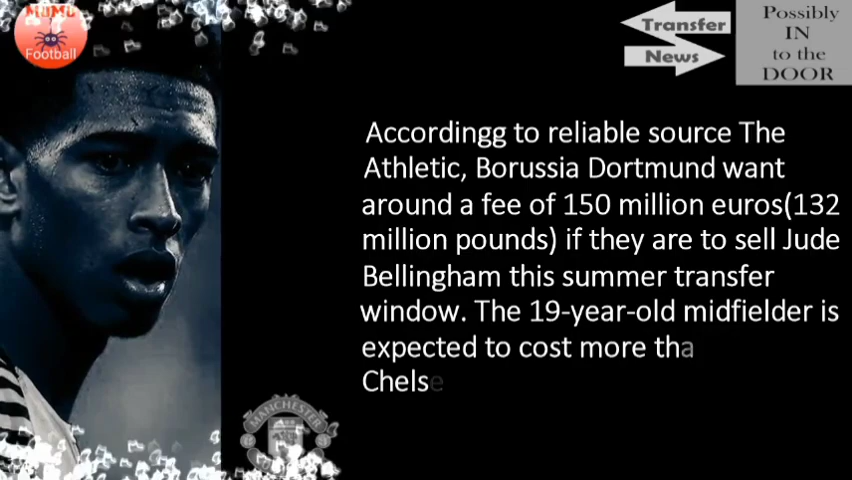 MOMO
Football
Transfer
News
Possibly
IN
to the
DOOR
Accordingg to reliable source The
Athletic, Borussia Dortmund want
around a fee of 150 million euros(132
million pounds) if they are to sell Jude
Bellingham this summer transfer
window. The 19-year-old midfielder is
expected to cost more tha
Chelse
MANCHESTER